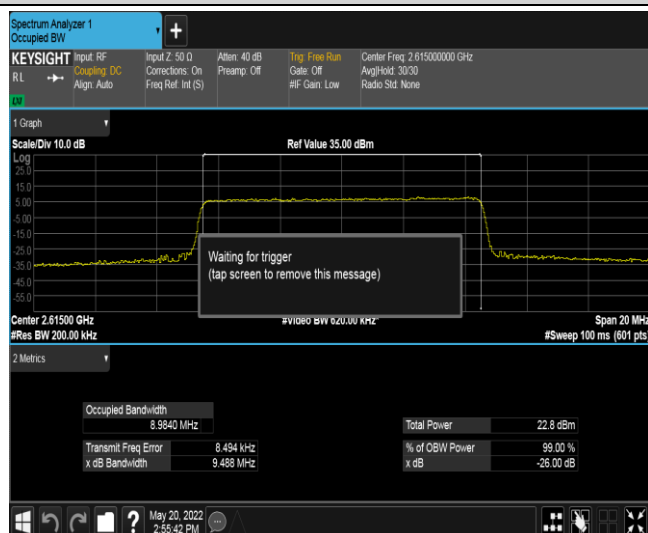 Spectrum Analyzer 1
Occupied BW
+
KEYSIGHT
RL
LXI
Input: RF
Coupling: DC
Align: Auto
Input Z: 50 Ω
Corrections: On
Freq Ref: Int (S)
Atten: 40 dB
Preamp: Off
Trig: Free Run
Gate: Off
#IF Gain: Low
Center Freq: 2.615000000 GHz
Avg|Hold: 30/30
Radio Std: None
1 Graph
Scale/Div 10.0 dB
Ref Value 35.00 dBm
Log
25.0
15.0
5.00
-5.00
-15.0
-25.0
-35.0
-45.0
-55.0
Waiting for trigger
(tap screen to remove this message)
Center 2.61500 GHz
#Video BW 620.00 kHz*
Span 20 MHz
#Res BW 200.00 kHz
#Sweep 100 ms (601 pts)
2 Metrics
Occupied Bandwidth
8.9840 MHz
Total Power 22.8 dBm
Transmit Freq Error 8.494 kHz
% of OBW Power 99.00 %
x dB Bandwidth 9.488 MHz
x dB -26.00 dB
?
May 20, 2022
2:55:42 PM